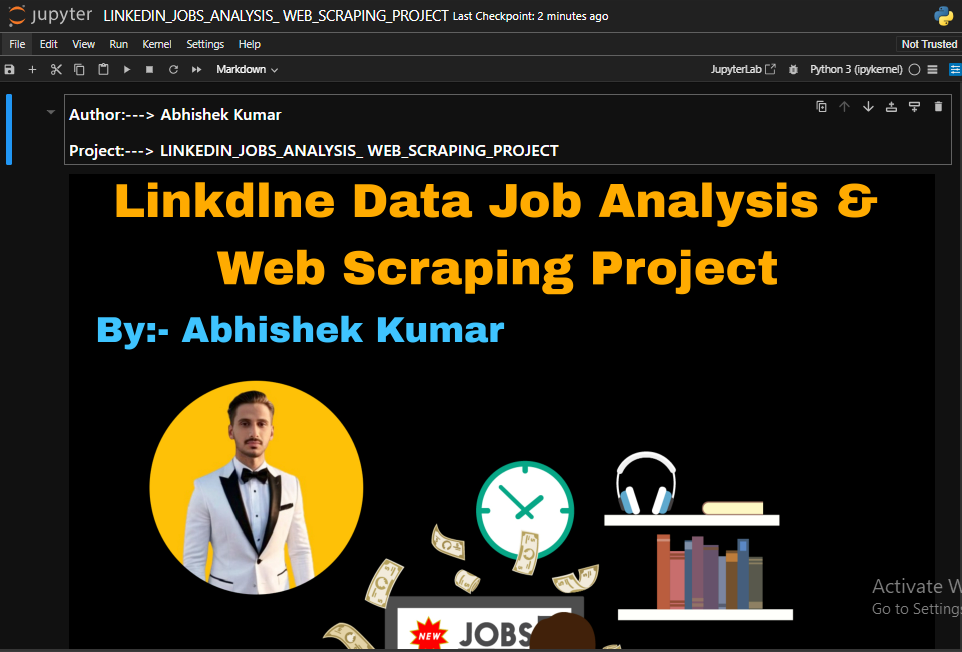 jupyter LINKEDIN_JOBS_ANALYSIS_ WEB_SCRAPING_PROJECT Last Checkpoint: 2 minutes ago
File Edit View Run Kernel Settings Help Not Trusted
Markdown JupyterLab Python 3 (ipykernel)
Author:---> Abhishek Kumar
Project:---> LINKEDIN_JOBS_ANALYSIS_ WEB_SCRAPING_PROJECT
Linkdlne Data Job Analysis &
Web Scraping Project
By:- Abhishek Kumar
Activate W
Go to Settings
NEW JOBS